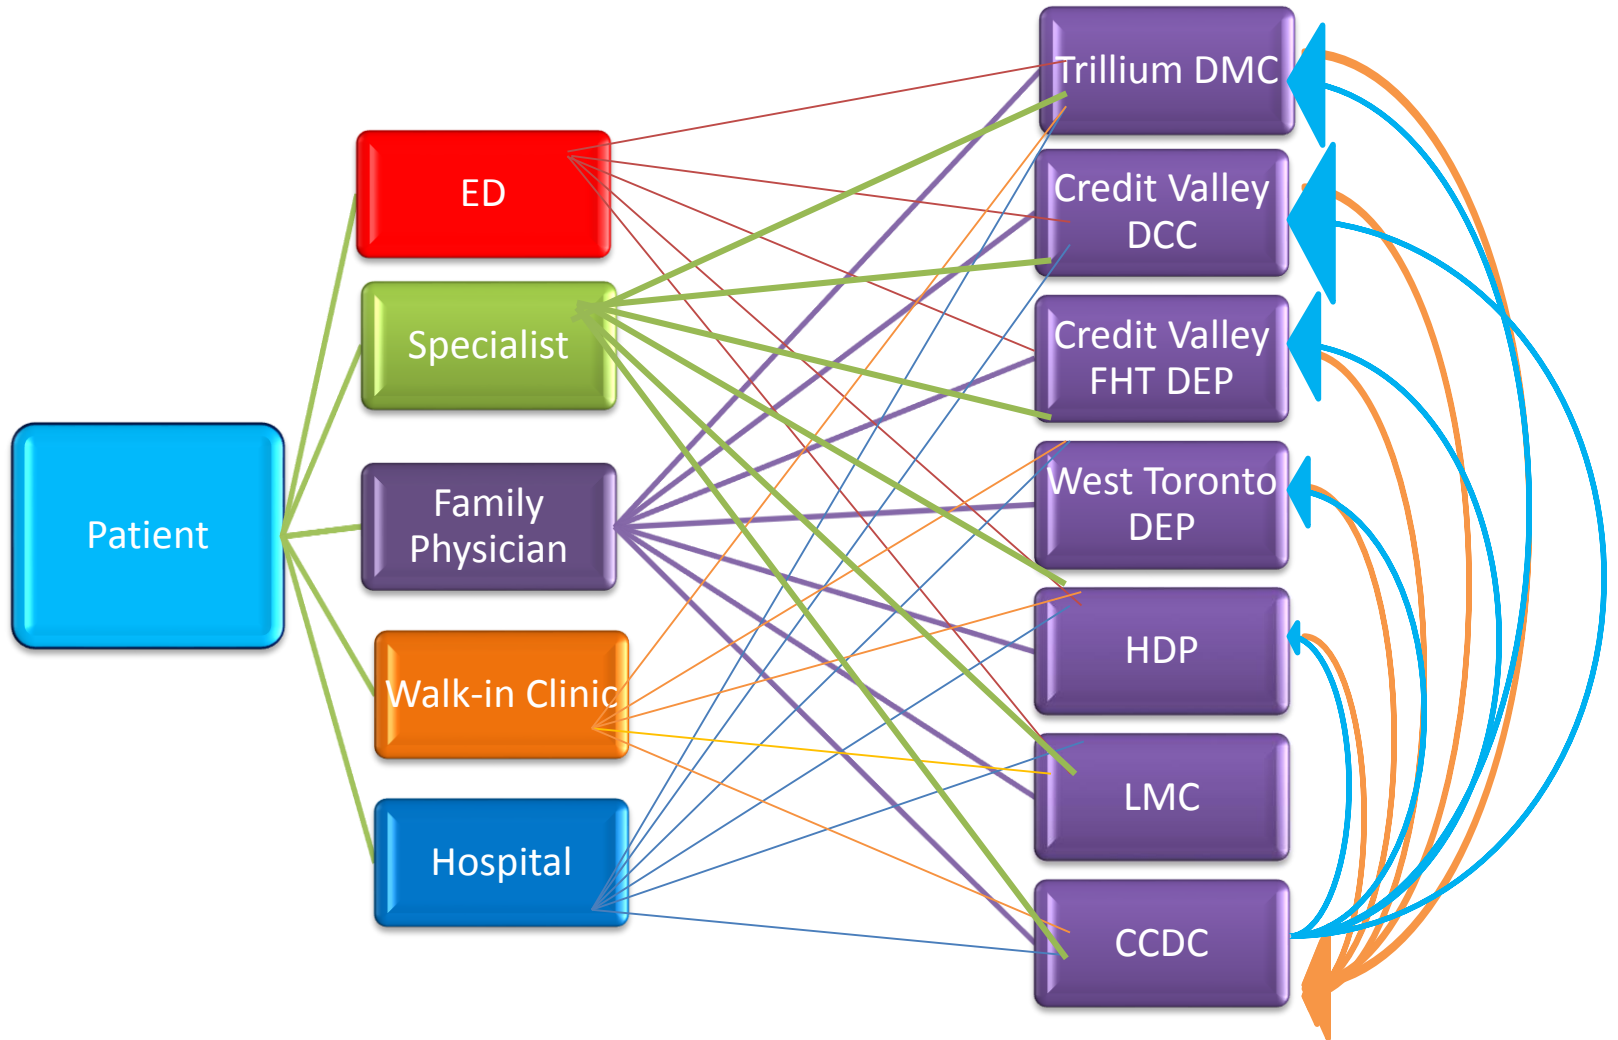 Patient
ED
Specialist
Family
Physician
Walk-in Clinic
Hospital
Trillium DMC
Credit Valley
DCC
Credit Valley
FHT DEP
West Toronto
DEP
HDP
LMC
CCDC